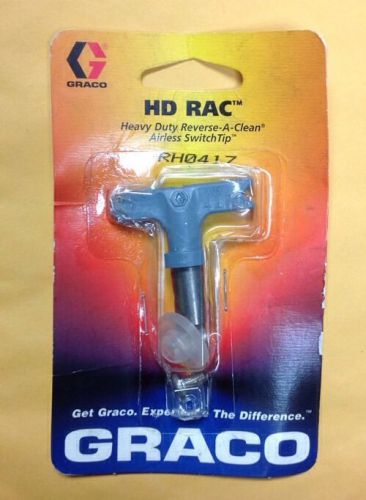 GRACO
HD RAC™
Heavy Duty Reverse-A-Clean®
Airless SwitchTip™
RH0417
Get Graco. The Difference.™
GRACO